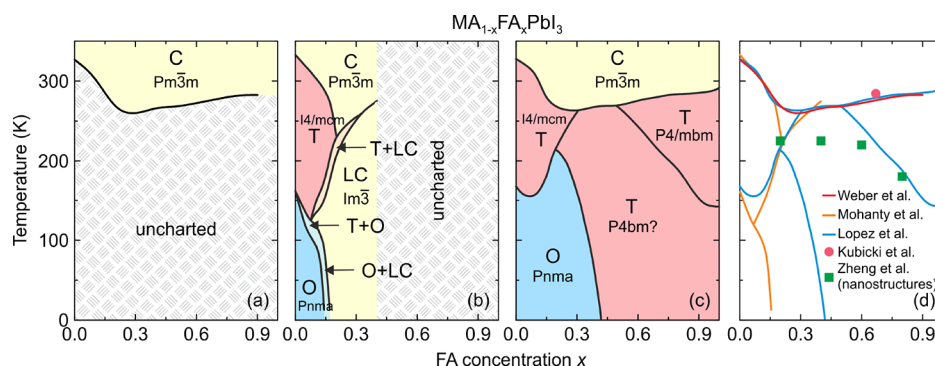 MA₁₋ₓFAₓPbI₃
Temperature (K)
300
200
100
0
C
Pm3̅m
uncharted
(a)
0.0 0.3 0.6 0.9
C
Pm3̅m
I4/mcm
T
T+LC
LC
Im3̅
T+O
O+LC
O
Pnma
uncharted
(b)
0.0 0.3 0.6 0.9
C
Pm3̅m
I4/mcm
T
T
P4/mbm
T
P4bm?
O
Pnma
(c)
0.0 0.3 0.6 0.9
Weber et al.
Mohanty et al.
Lopez et al.
Kubicki et al.
Zheng et al.
(nanostructures)
(d)
0.0 0.3 0.6 0.9
FA concentration x